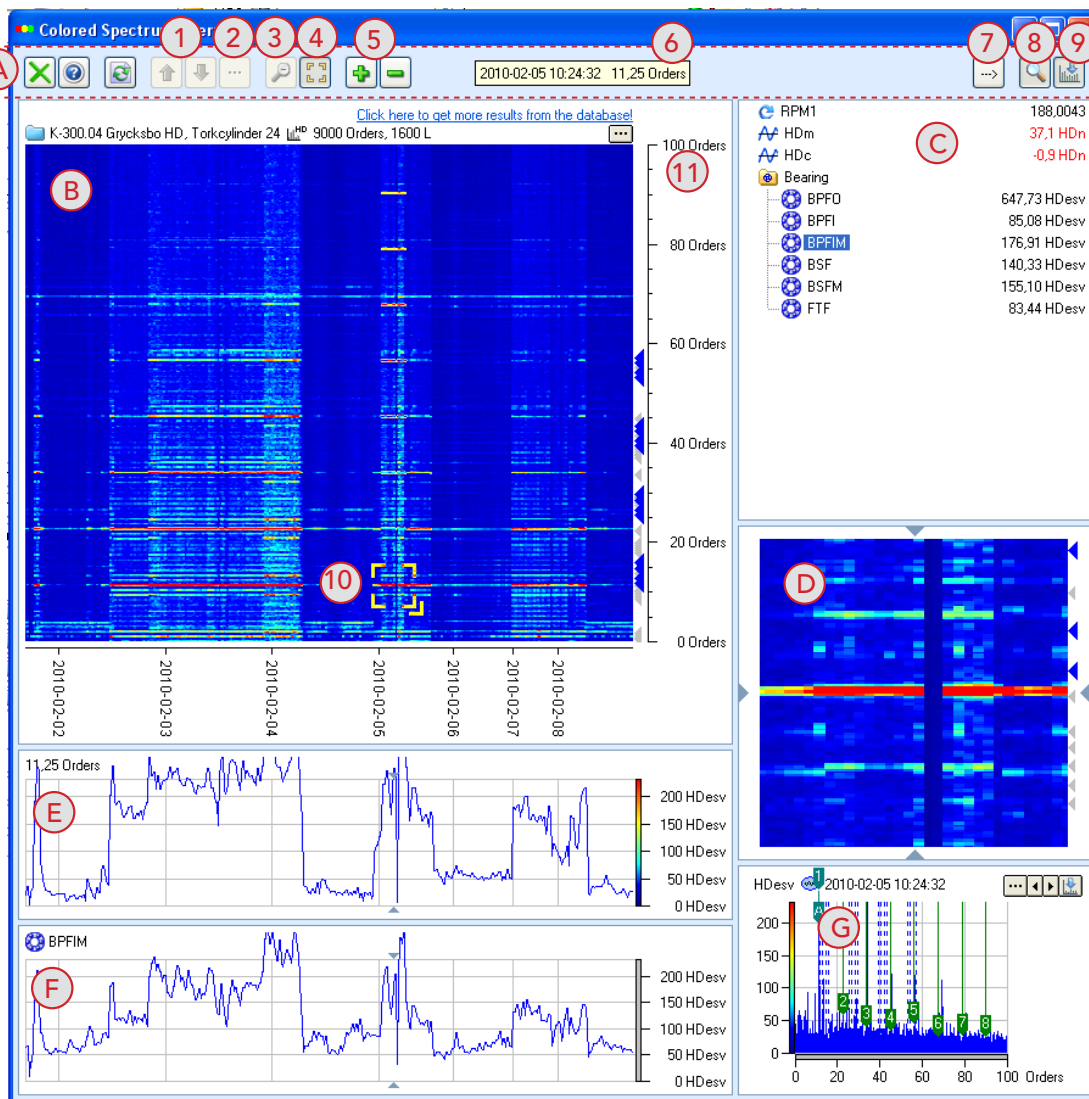 Colored Spectrum
1 2 3 4 5 6 7 8 9
A
2010-02-05 10:24:32 11,25 Orders
--->
Click here to get more results from the database!
K-300.04 Grycksbo HD, Torkcylinder 24 HD 9000 Orders, 1600 L
...
B
100 Orders
11
80 Orders
60 Orders
40 Orders
20 Orders
0 Orders
10
2010-02-02
2010-02-03
2010-02-04
2010-02-05
2010-02-06
2010-02-07
2010-02-08
RPM1 188,0043
HDm 37,1 HDn
HDc -0,9 HDn
C
Bearing
BPFO 647,73 HDesv
BPFI 85,08 HDesv
BPFIM 176,91 HDesv
BSF 140,33 HDesv
BSFM 155,10 HDesv
FTF 83,44 HDesv
D
11,25 Orders
E
200 HDesv
150 HDesv
100 HDesv
50 HDesv
0 HDesv
BPFIM
F
200 HDesv
150 HDesv
100 HDesv
50 HDesv
0 HDesv
HDesv 2010-02-05 10:24:32
...
1
A
G
200
150
100
50
0
2 3 4 5 6 7 8
0 20 40 60 80 100 Orders